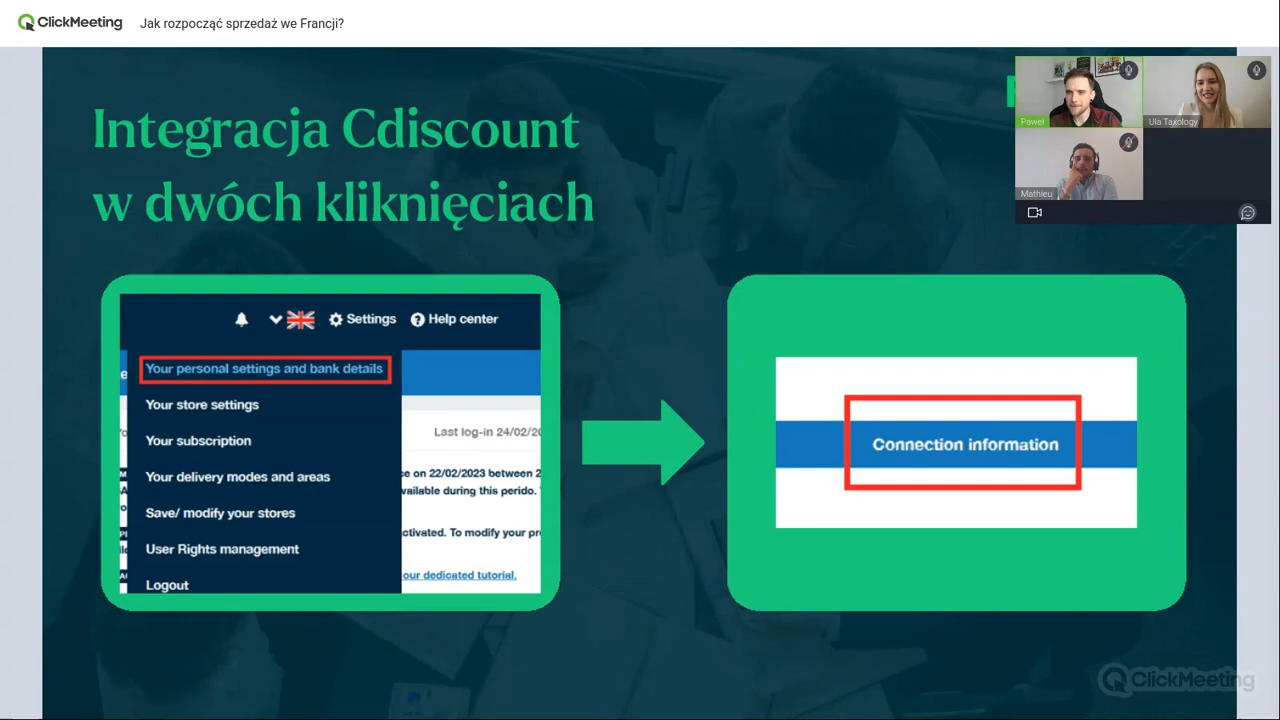 ClickMeeting Jak rozpocząć sprzedaż we Francji?
Integracja Cdiscount
w dwóch kliknięciach
Paweł
Ula Taxology
Mathieu
Settings
Help center
Your personal settings and bank details
Your store settings
Last log-in 24/02/20
Your subscription
ce on 22/02/2023 between 2
Your delivery modes and areas
vailable during this perido.
Save/ modify your stores
ctivated. To modify your pr
User Rights management
our dedicated tutorial.
Logout
Connection information
ClickMeeting